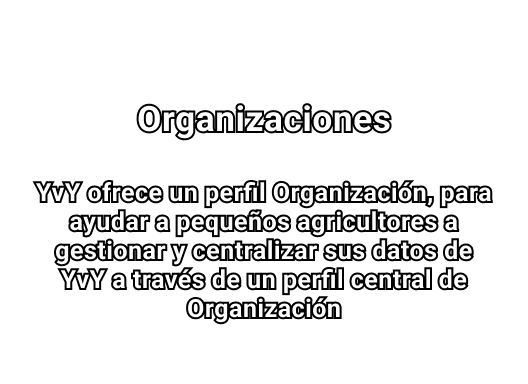 Organizaciones
YvY ofrece un perfil Organización, para
ayudar a pequeños agricultores a
gestionar y centralizar sus datos de
YvY a través de un perfil central de
Organización